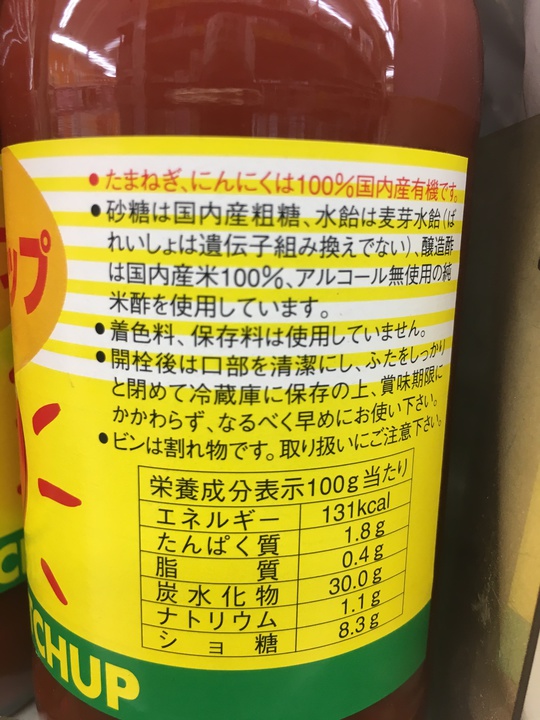 ●たまねぎ、にんにくは100%国内産有機です。
●砂糖は国内産粗糖、水飴は麦芽水飴(ば
れいしょは遺伝子組み換えでない)、醸造酢
は国内産米100%、アルコール無使用の純
米酢を使用しています。
●着色料、保存料は使用していません。
●開栓後は口部を清潔にし、ふたをしっかり
と閉めて冷蔵庫に保存の上、賞味期限に
かかわらず、なるべく早めにお使い下さい。
●ビンは割れ物です。取り扱いにご注意下さい。
栄養成分表示100g当たり
エネルギー 131kcal
たんぱく質 1.8g
脂質 0.4g
炭水化物 30.0g
ナトリウム 1.1g
ショ糖 8.3g
ップ
CHUP